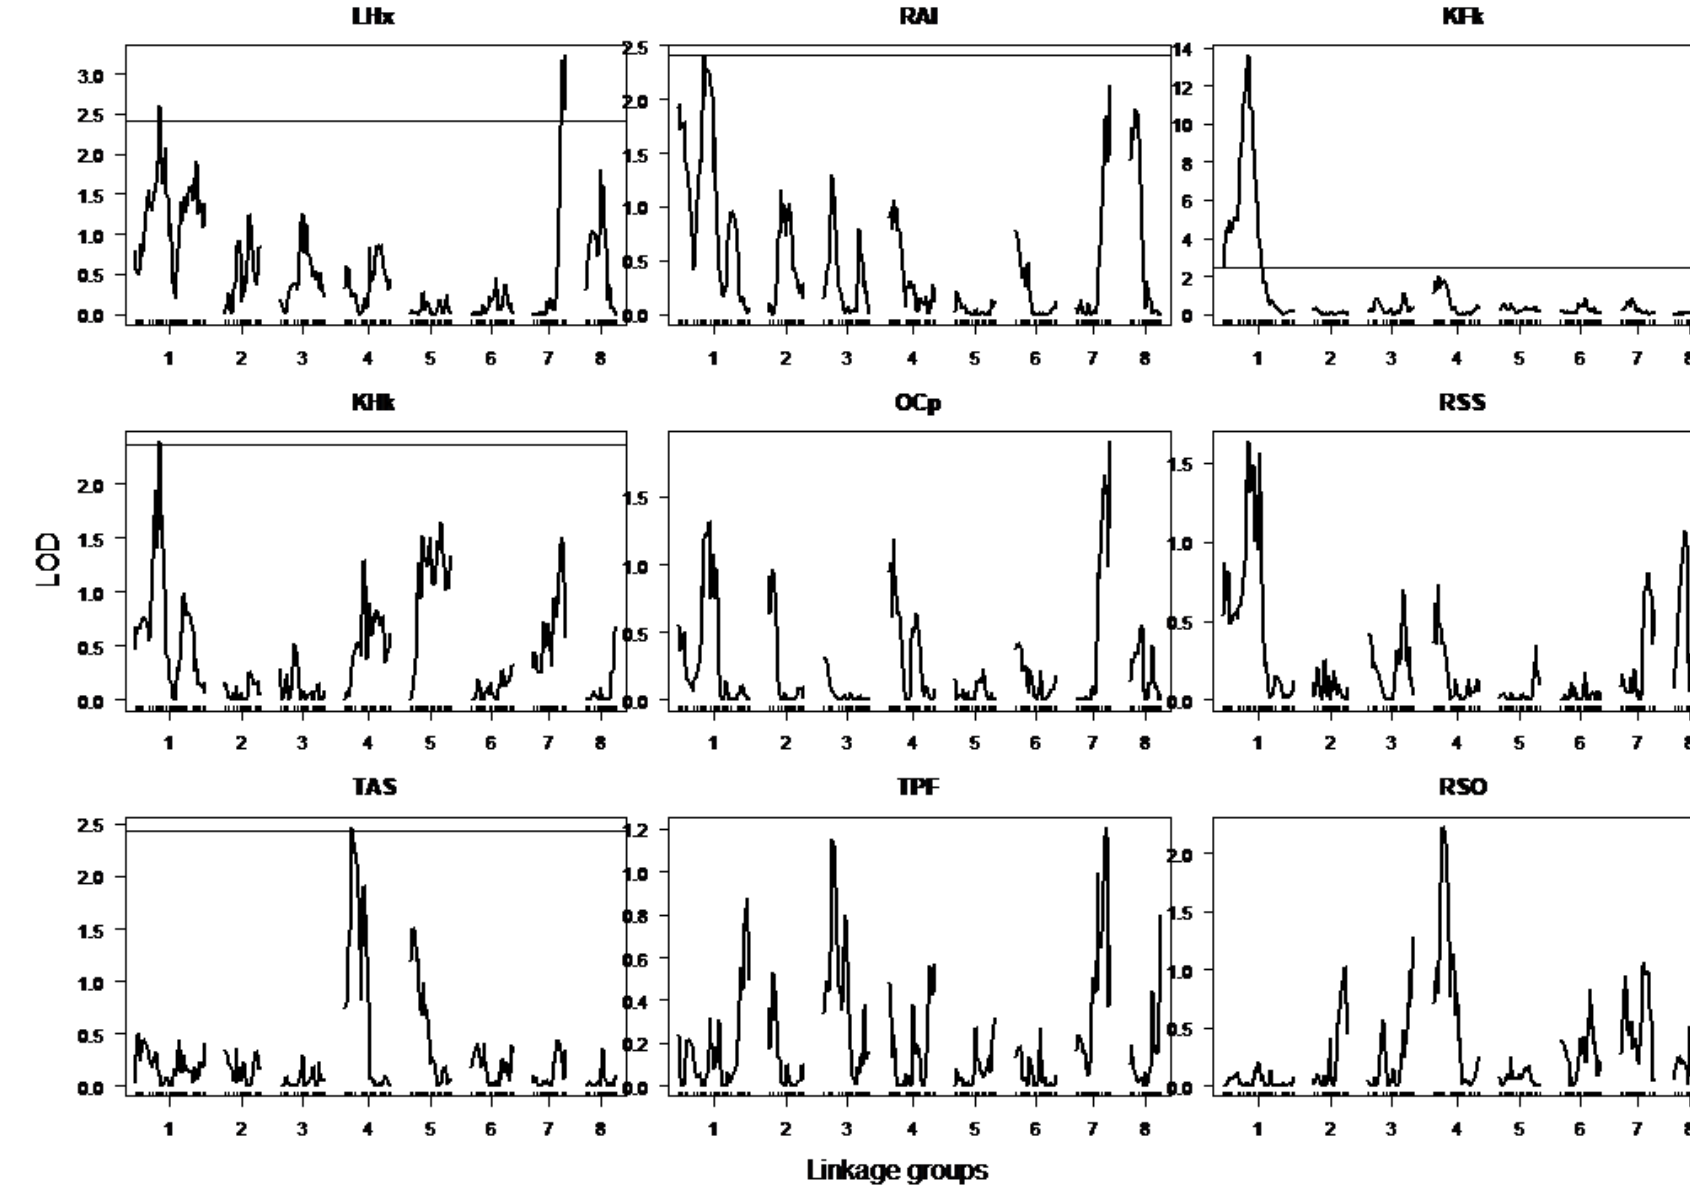 LHx RAI KFk
3.0 2.5 2.0 1.5 1.0 0.5 0.0
2.5 2.0 1.5 1.0 0.5 0.0
14 12 10 8 6 4 2 0
1 2 3 4 5 6 7 8
1 2 3 4 5 6 7 8
1 2 3 4 5 6 7 8
KHk OCp RSS
LOD
2.0 1.5 1.0 0.5 0.0
1.5 1.0 0.5 0.0
1.5 1.0 0.5 0.0
1 2 3 4 5 6 7 8
1 2 3 4 5 6 7 8
1 2 3 4 5 6 7 8
TAS TPF RSO
2.5 2.0 1.5 1.0 0.5 0.0
1.2 1.0 0.8 0.6 0.4 0.2 0.0
2.0 1.5 1.0 0.5 0.0
1 2 3 4 5 6 7 8
1 2 3 4 5 6 7 8
1 2 3 4 5 6 7 8
Linkage groups